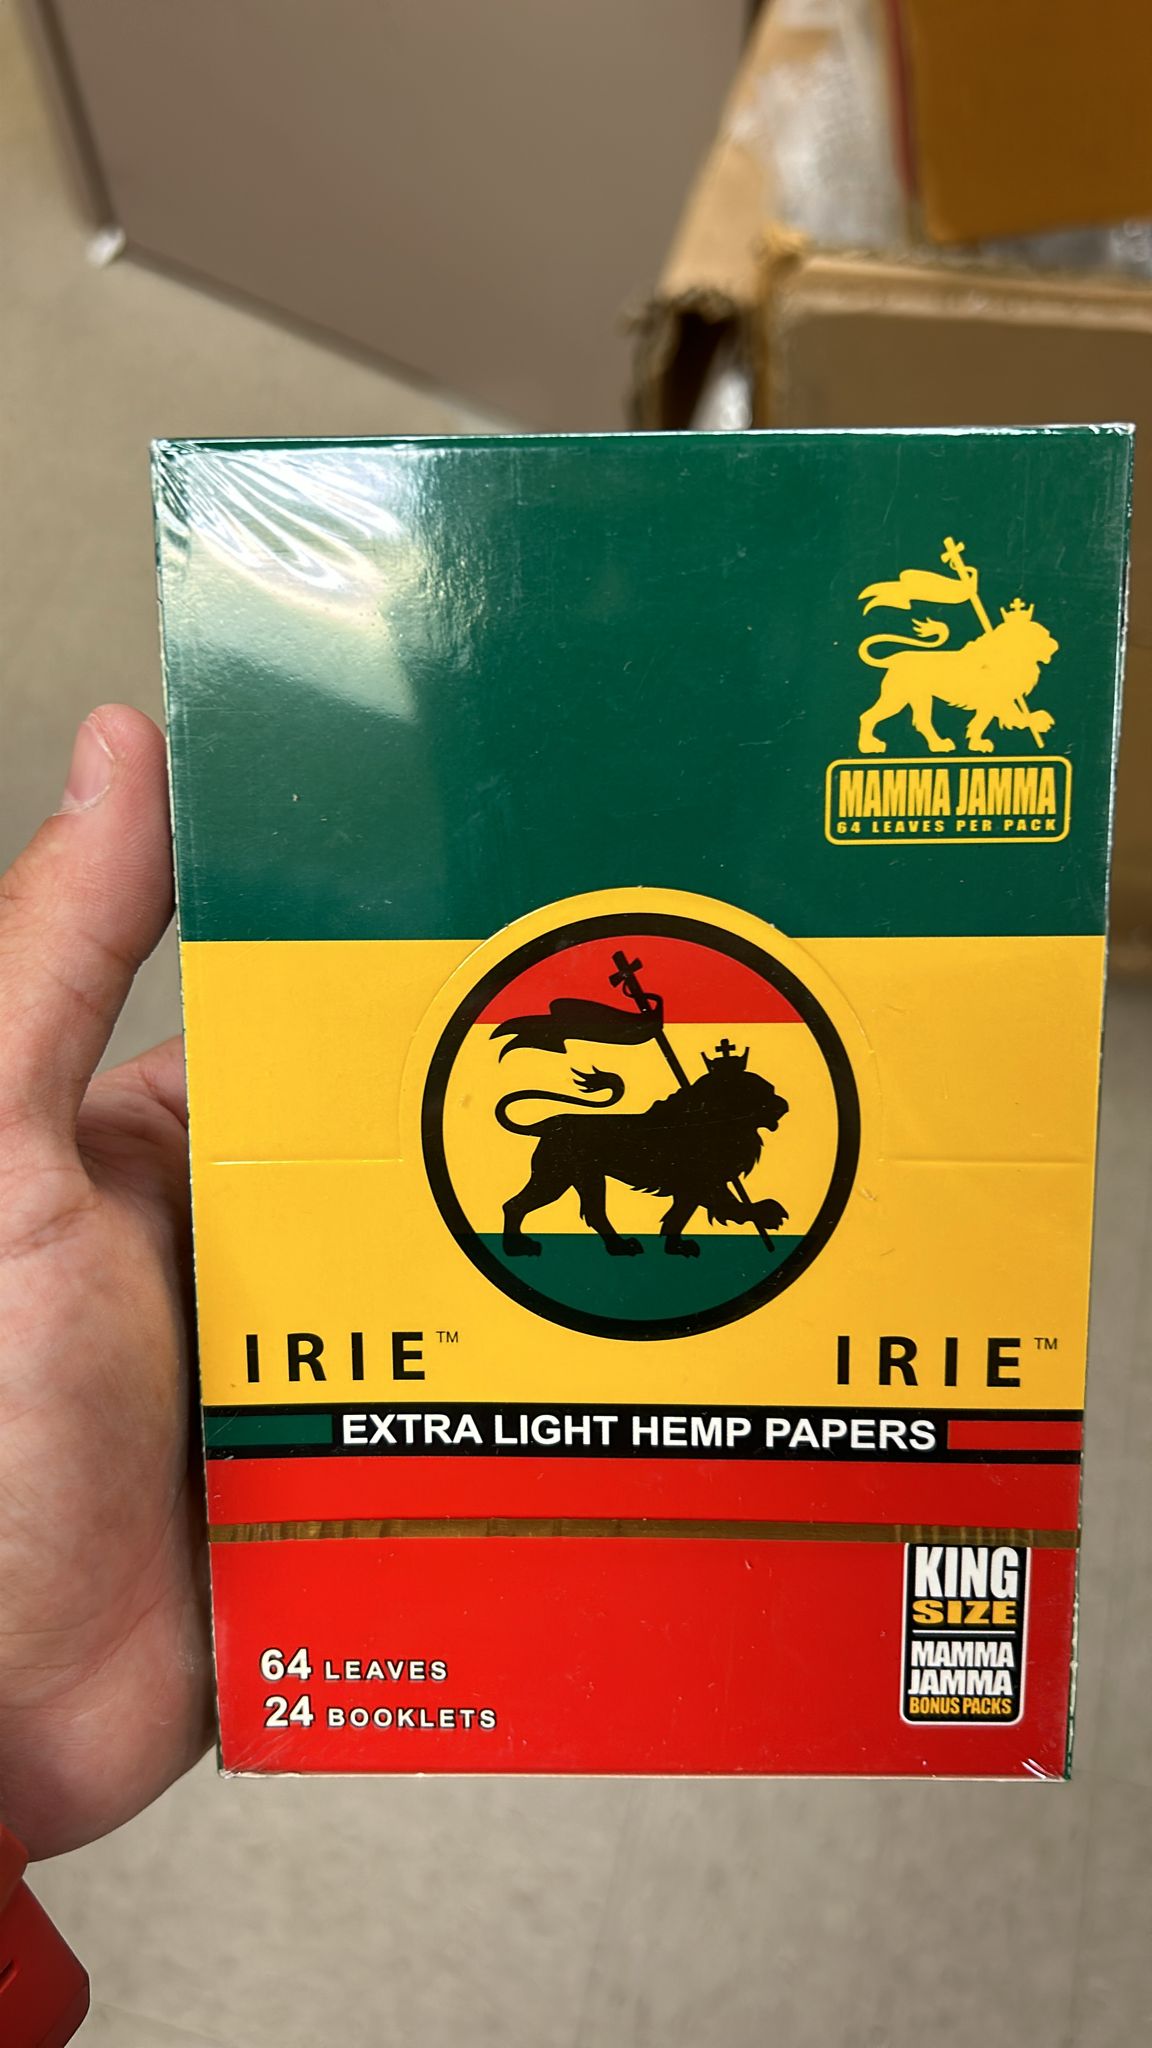 MAMMA JAMMA
64 LEAVES PER PACK
IRIE™ IRIE™
EXTRA LIGHT HEMP PAPERS
KING
SIZE
MAMMA
JAMMA
BONUS PACKS
64 LEAVES
24 BOOKLETS